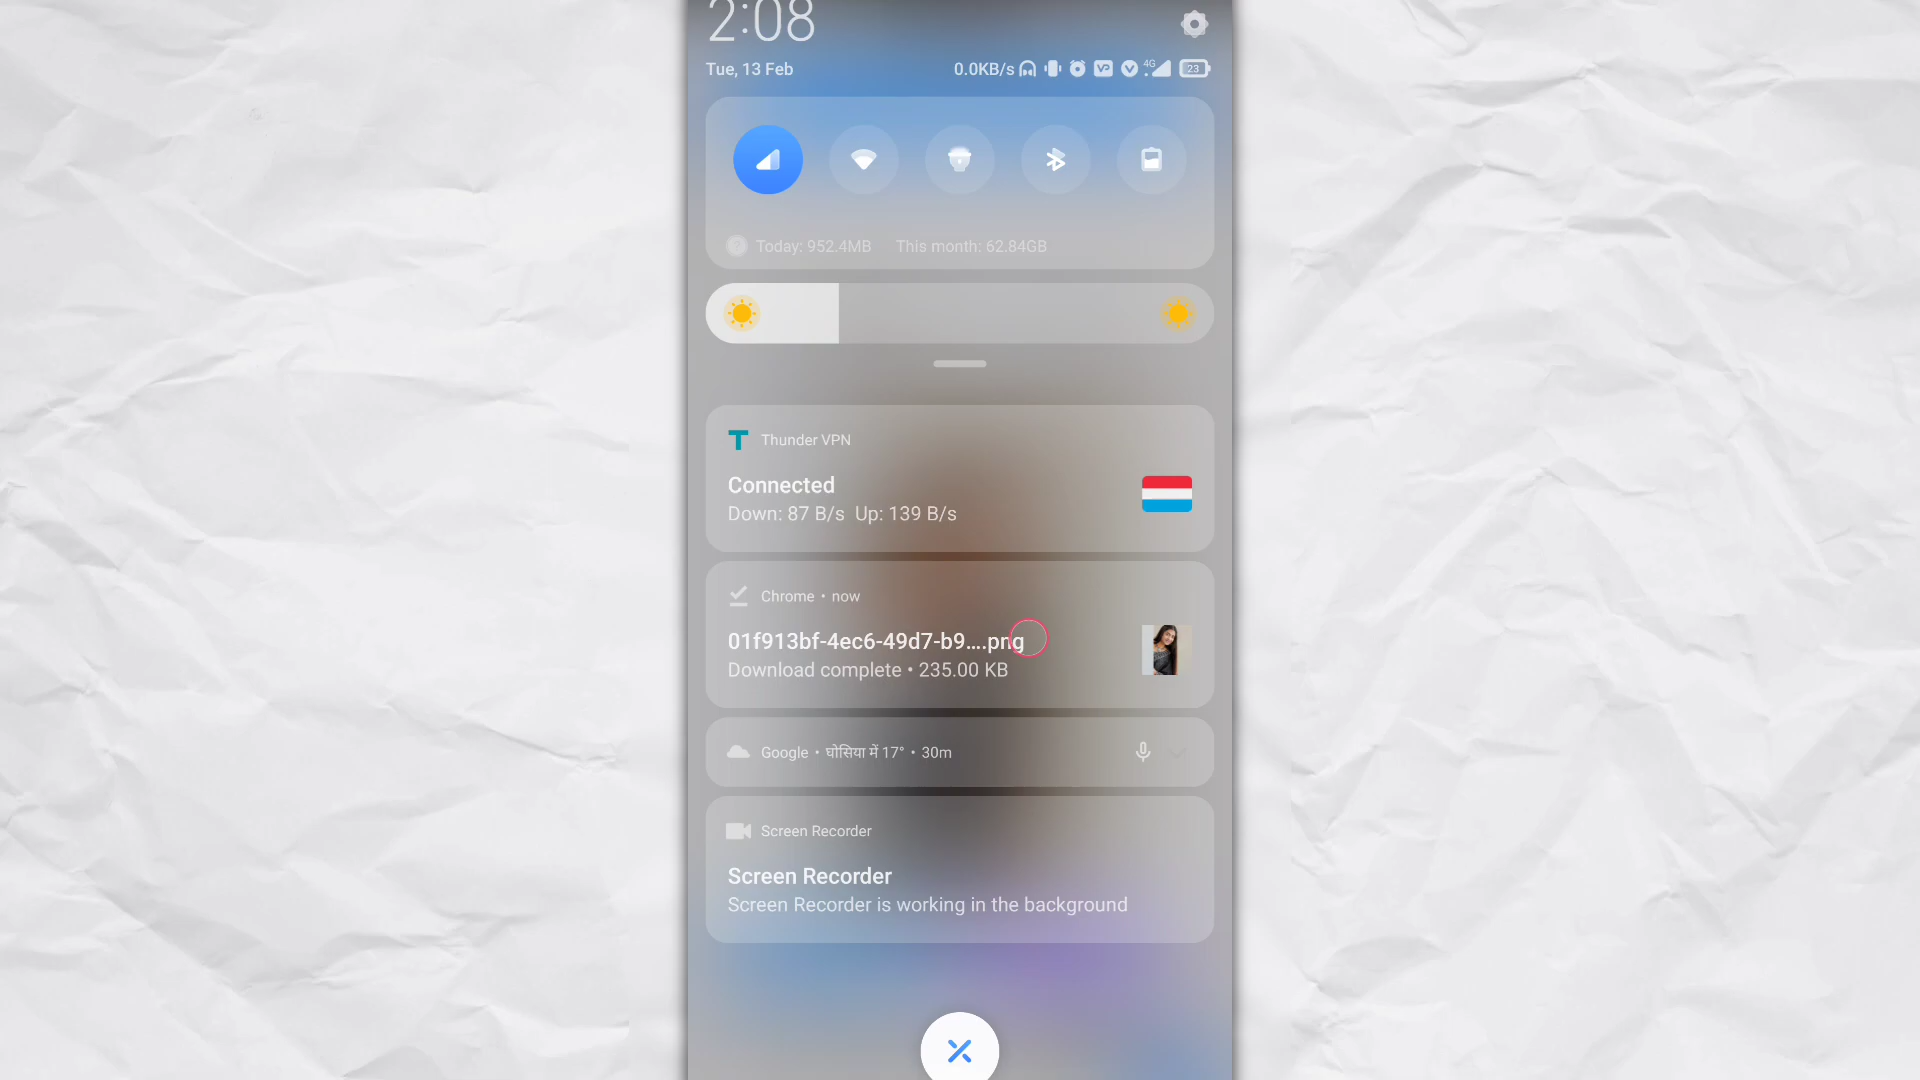 2:08
Tue, 13 Feb
0.0KB/s 4G 23
Today: 952.4MB This month: 62.84GB
Thunder VPN
Connected
Down: 87 B/s Up: 139 B/s
Chrome • now
01f913bf-4ec6-49d7-b9....png
Download complete • 235.00 KB
Google • घोसिया में 17° • 30m
Screen Recorder
Screen Recorder
Screen Recorder is working in the background